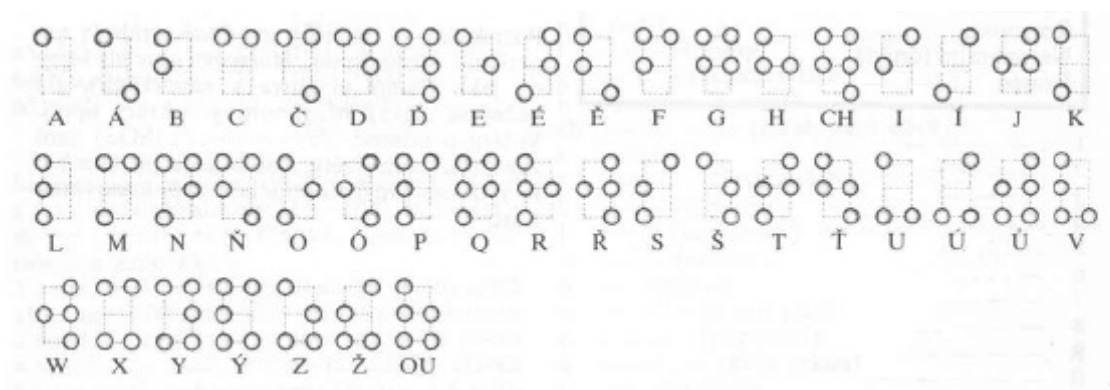 A Á B C Č D Ď E É Ě F G H CH I Í J K
L M N Ň O Ó P Q R Ř S Š T Ť U Ú Ů V
W X Y Ý Z Ž OU